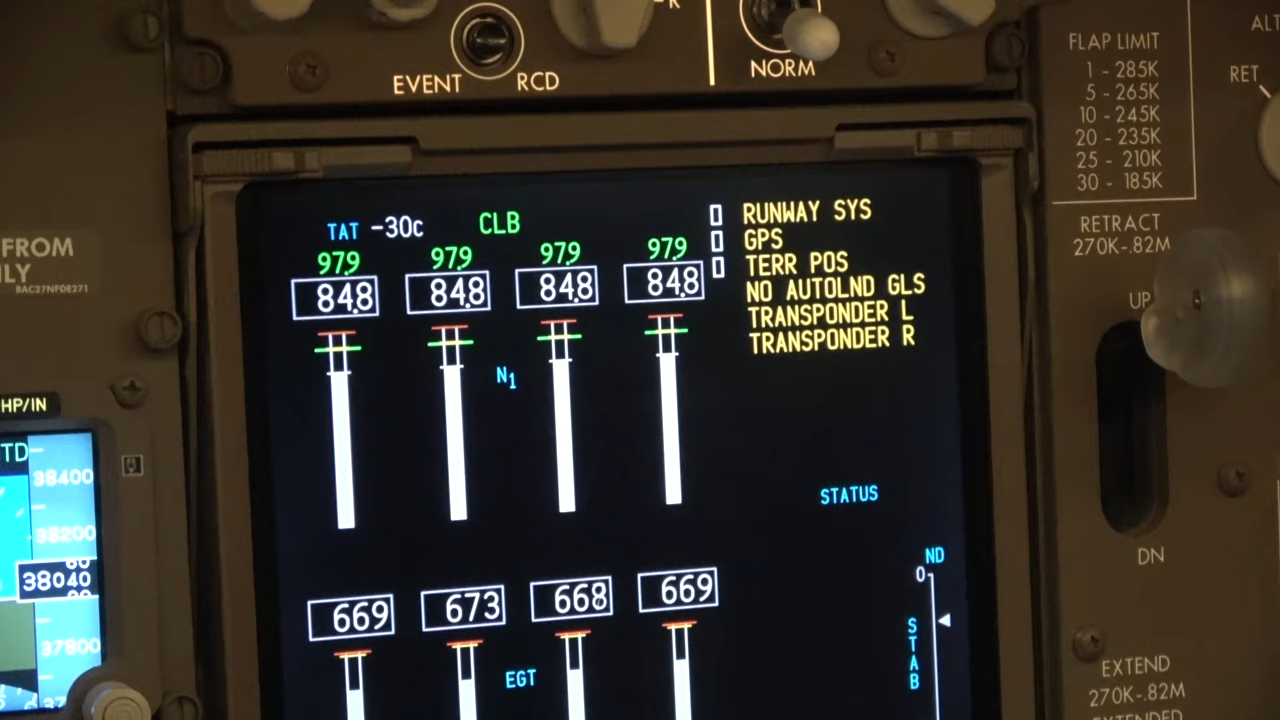 EVENT RCD
NORM
FLAP LIMIT
1 - 285K
5 - 265K
10 - 245K
20 - 235K
25 - 210K
30 - 185K
RETRACT
270K-.82M
ALT
RET
UP
DN
EXTEND
270K-.82M
EXTENDED
FROM
BAC27NFDE271
HP/IN
38400
38200
38040
37800
TAT -30c CLB
97.9 97.9 97.9 97.9
84.8 84.8 84.8 84.8
N1
RUNWAY SYS
GPS
TERR POS
NO AUTOLND GLS
TRANSPONDER L
TRANSPONDER R
STATUS
669 673 668 669
EGT
ND
0
STAB